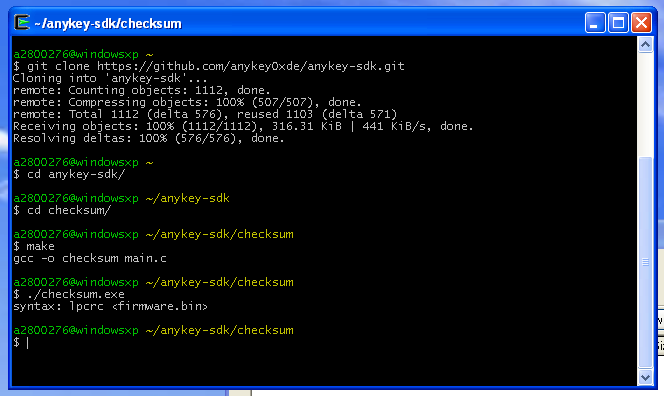 ~/anykey-sdk/checksum
a2800276@windowsxp ~
$ git clone https://github.com/anykey0xde/anykey-sdk.git
Cloning into 'anykey-sdk'...
remote: Counting objects: 1112, done.
remote: Compressing objects: 100% (507/507), done.
remote: Total 1112 (delta 576), reused 1103 (delta 571)
Receiving objects: 100% (1112/1112), 316.31 KiB | 441 KiB/s, done.
Resolving deltas: 100% (576/576), done.
a2800276@windowsxp ~
$ cd anykey-sdk/
a2800276@windowsxp ~/anykey-sdk
$ cd checksum/
a2800276@windowsxp ~/anykey-sdk/checksum
$ make
gcc -o checksum main.c
a2800276@windowsxp ~/anykey-sdk/checksum
$ ./checksum.exe
syntax: lpcrc <firmware.bin>
a2800276@windowsxp ~/anykey-sdk/checksum
$